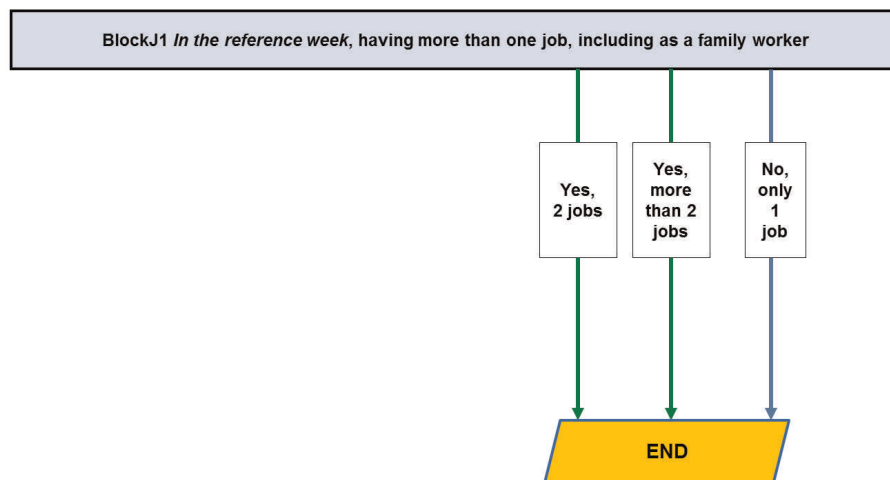 BlockJ1 In the reference week, having more than one job, including as a family worker
Yes,
2 jobs
Yes,
more
than 2
jobs
No,
only
1
job
END